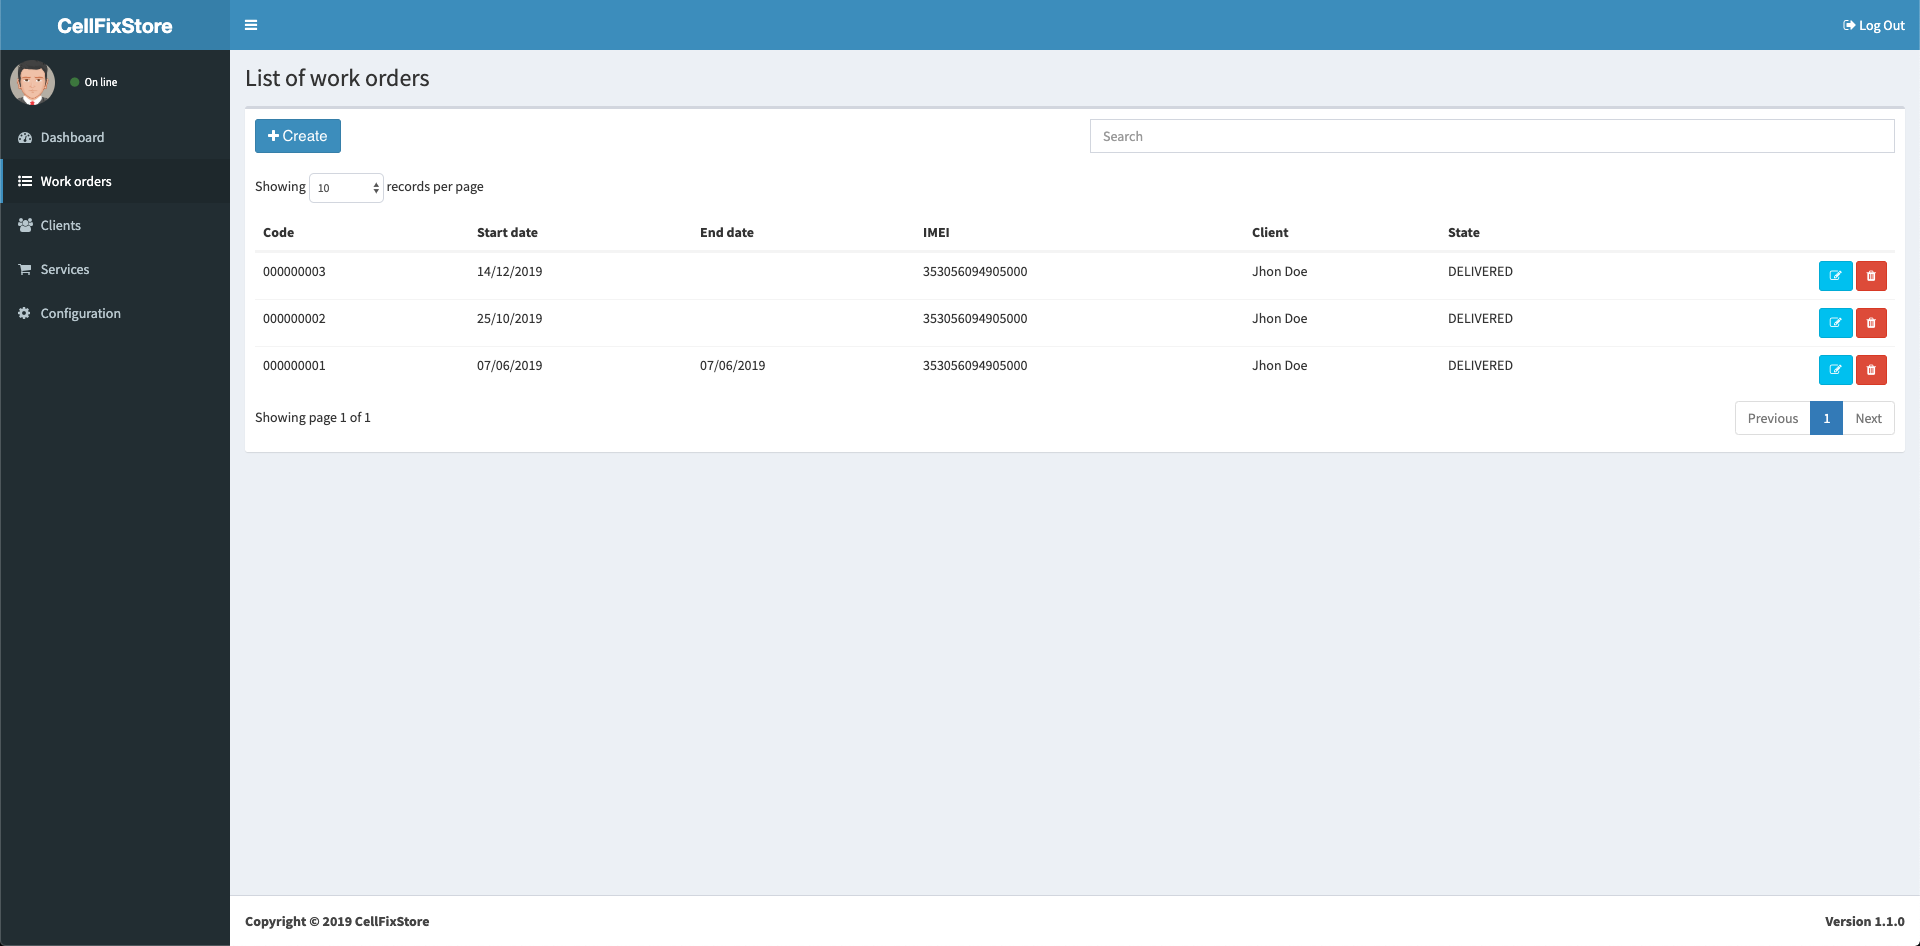 CellFixStore
Log Out
On line
Dashboard
Work orders
Clients
Services
Configuration
List of work orders
Create
Search
Showing 10 records per page
Code Start date End date IMEI Client State
000000003 14/12/2019 353056094905000 Jhon Doe DELIVERED
000000002 25/10/2019 353056094905000 Jhon Doe DELIVERED
000000001 07/06/2019 07/06/2019 353056094905000 Jhon Doe DELIVERED
Showing page 1 of 1
Previous 1 Next
Copyright © 2019 CellFixStore
Version 1.1.0